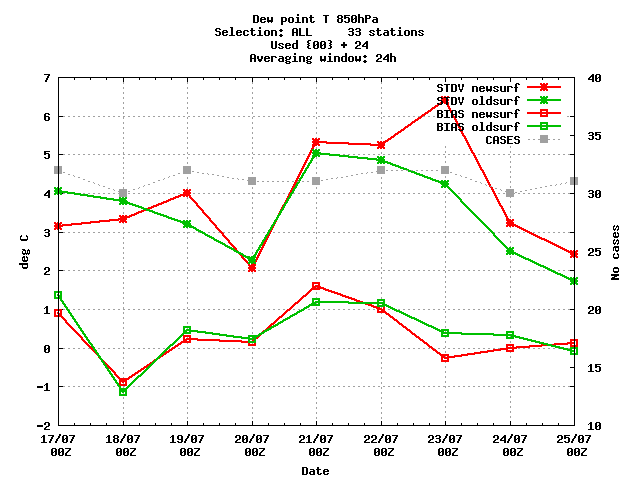 Dew point T 850hPa
Selection: ALL 33 stations
Used {00} + 24
Averaging window: 24h
7 40
STDV newsurf
STDV oldsurf
BIAS newsurf
BIAS oldsurf
CASES
6
35
5
4 30
3
25
2
1 20
0
15
-1
-2 10
deg C
No cases
17/07 18/07 19/07 20/07 21/07 22/07 23/07 24/07 25/07
00Z 00Z 00Z 00Z 00Z 00Z 00Z 00Z 00Z
Date